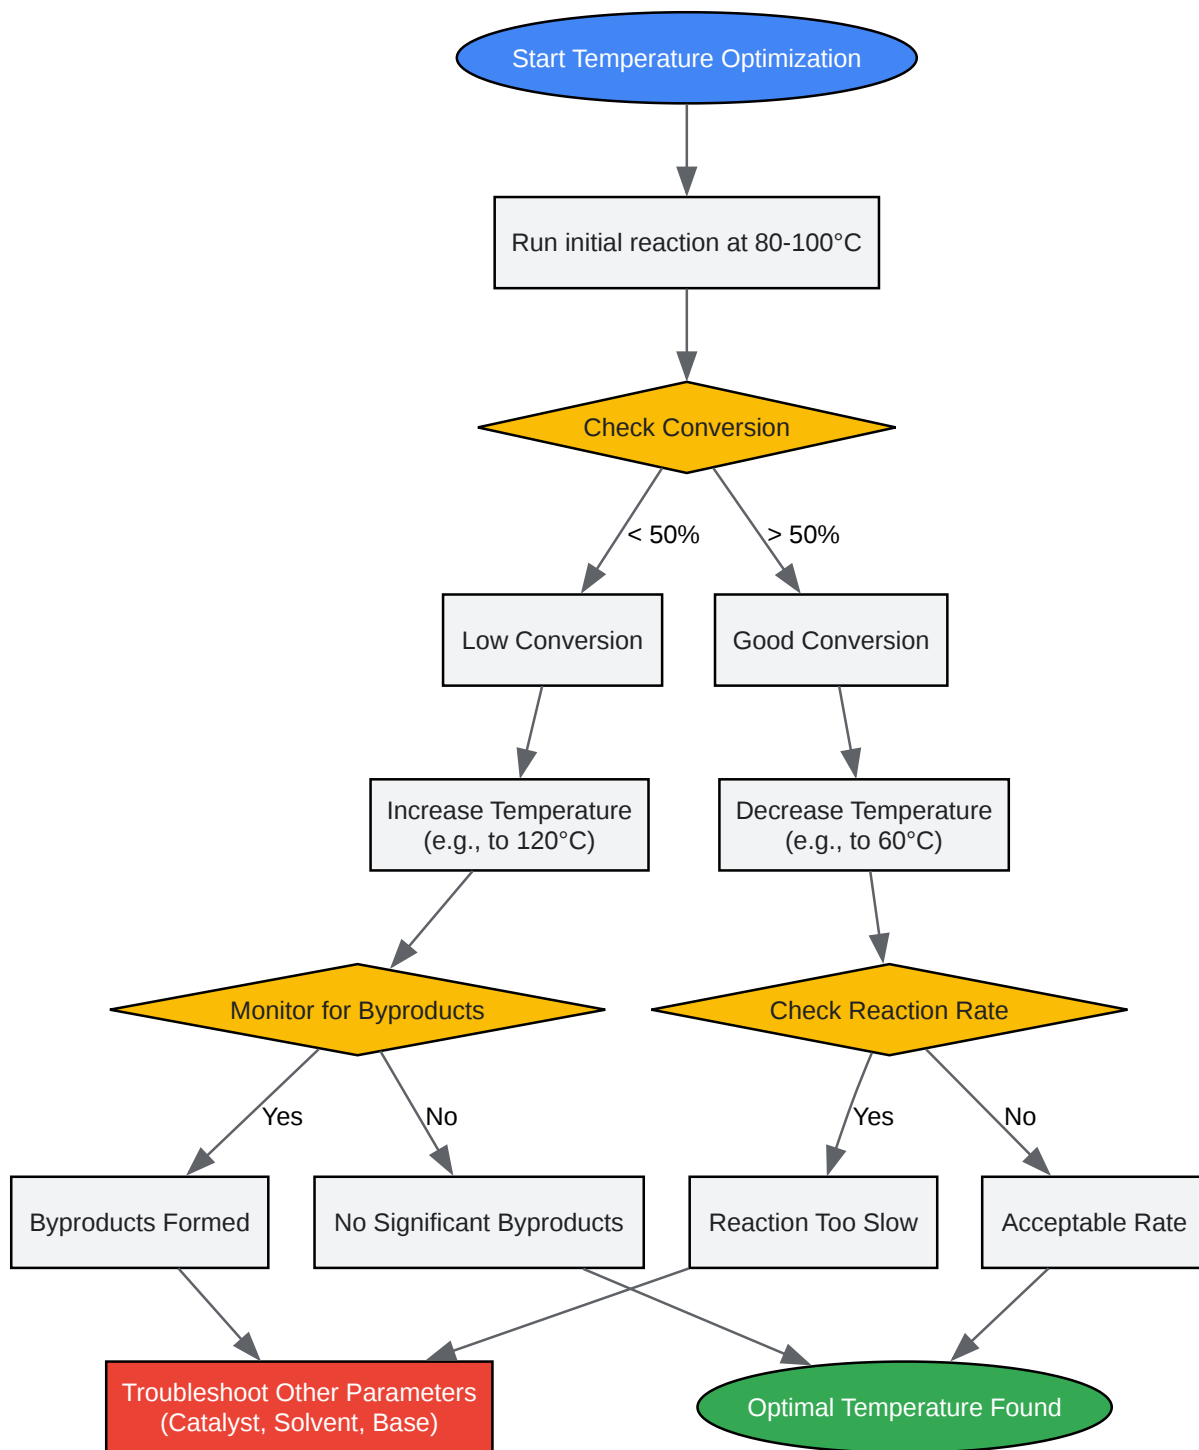 Start Temperature Optimization
Run initial reaction at 80-100°C
Check Conversion
< 50%
> 50%
Low Conversion
Good Conversion
Increase Temperature
(e.g., to 120°C)
Decrease Temperature
(e.g., to 60°C)
Monitor for Byproducts
Check Reaction Rate
Yes
No
Yes
No
Byproducts Formed
No Significant Byproducts
Reaction Too Slow
Acceptable Rate
Troubleshoot Other Parameters
(Catalyst, Solvent, Base)
Optimal Temperature Found